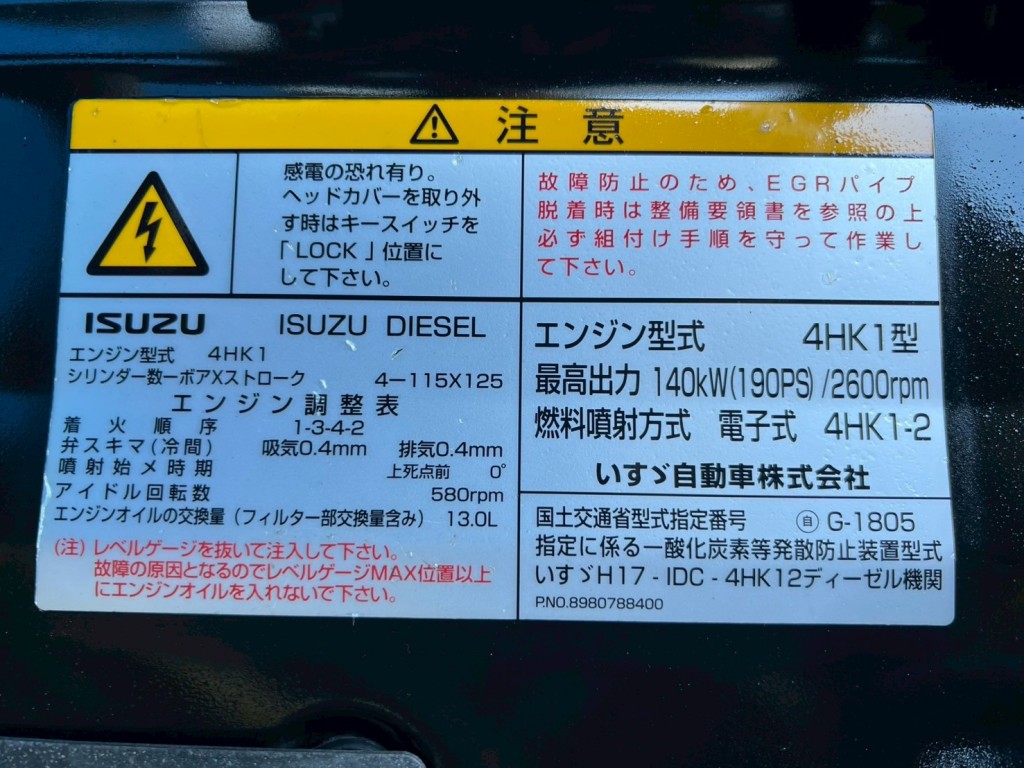 注意
感電の恐れ有り。
ヘッドカバーを取り外
す時はキースイッチを
「LOCK」位置に
して下さい。
故障防止のため、EGRパイプ
脱着時は整備要領書を参照の上
必ず組付け手順を守って作業し
て下さい。
ISUZU ISUZU DIESEL
エンジン型式 4HK1
シリンダー数ーボアXストローク 4-115X125
エンジン調整表
着火順序 1-3-4-2
弁スキマ(冷間) 吸気0.4mm 排気0.4mm
噴射始メ時期 上死点前 0°
アイドル回転数 580rpm
エンジンオイルの交換量(フィルター部交換量含み) 13.0L
(注)レベルゲージを抜いて注入して下さい。
故障の原因となるのでレベルゲージMAX位置以上
にエンジンオイルを入れないで下さい。
エンジン型式 4HK1型
最高出力 140kW(190PS)/2600rpm
燃料噴射方式 電子式 4HK1-2
いすゞ自動車株式会社
国土交通省型式指定番号 ㊀自 G-1805
指定に係る一酸化炭素等発散防止装置型式
いすゞH17-IDC-4HK12ディーゼル機関
P.NO.8980788400